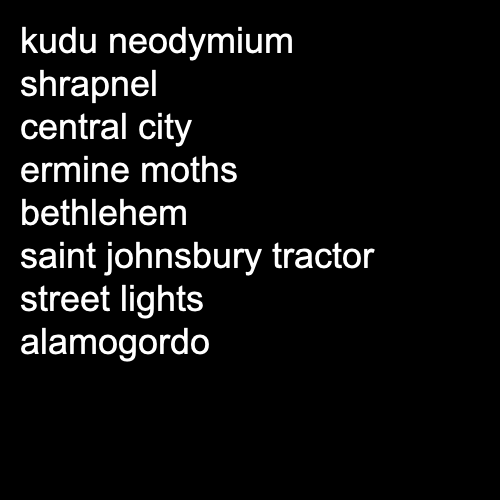 kudu neodymium
shrapnel
central city
ermine moths
bethlehem
saint johnsbury tractor
street lights
alamogordo